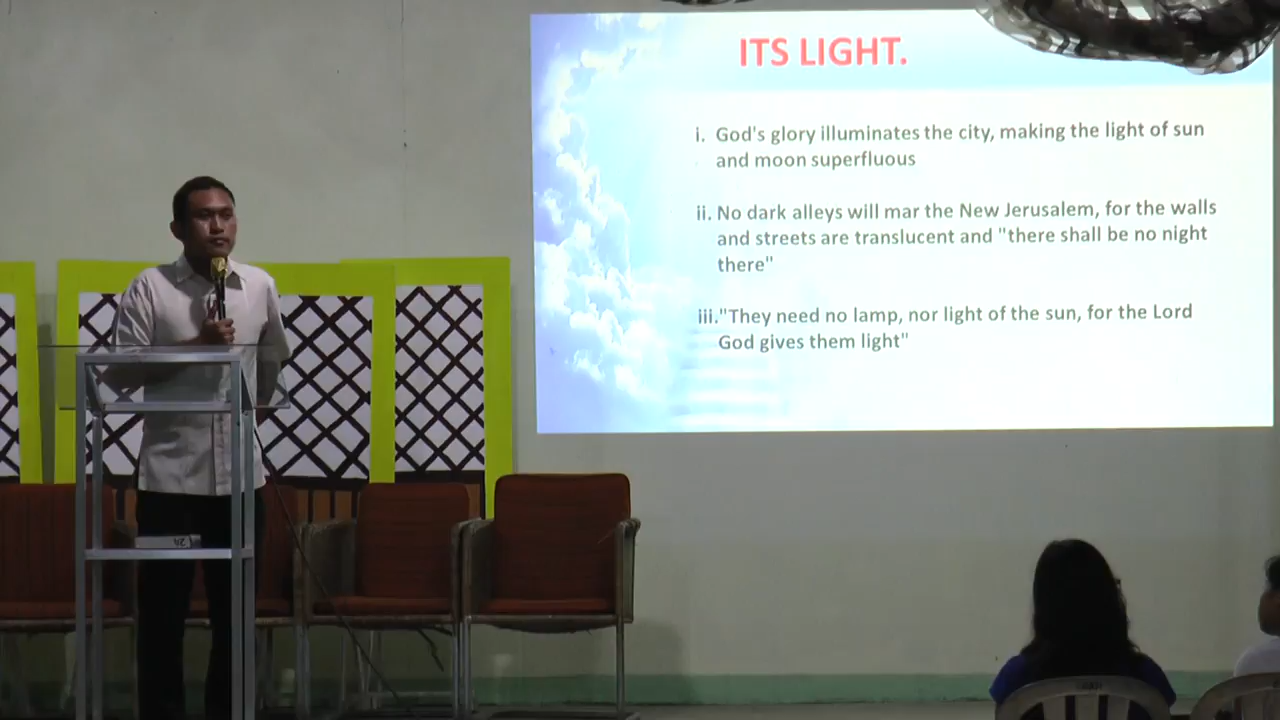 ITS LIGHT.
i. God's glory illuminates the city, making the light of sun
and moon superfluous
ii. No dark alleys will mar the New Jerusalem, for the walls
and streets are translucent and "there shall be no night
there"
iii."They need no lamp, nor light of the sun, for the Lord
God gives them light"